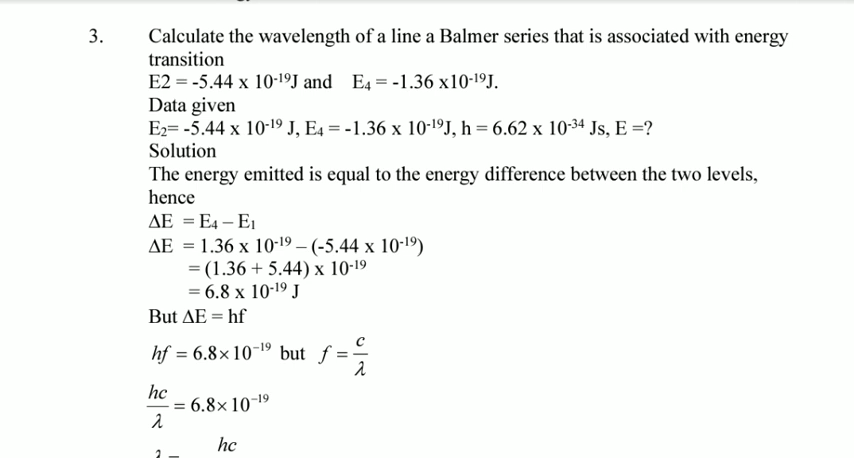 3. Calculate the wavelength of a line a Balmer series that is associated with energy
transition
E2 = -5.44 x 10⁻¹⁹J and E₄ = -1.36 x10⁻¹⁹J.
Data given
E₂= -5.44 x 10⁻¹⁹ J, E₄ = -1.36 x 10⁻¹⁹J, h = 6.62 x 10⁻³⁴ Js, E =?
Solution
The energy emitted is equal to the energy difference between the two levels,
hence
ΔE = E₄ – E₁
ΔE = 1.36 x 10⁻¹⁹ – (-5.44 x 10⁻¹⁹)
= (1.36 + 5.44) x 10⁻¹⁹
= 6.8 x 10⁻¹⁹ J
But ΔE = hf
hf = 6.8× 10⁻¹⁹ but f = c/λ
hc/λ = 6.8× 10⁻¹⁹
hc